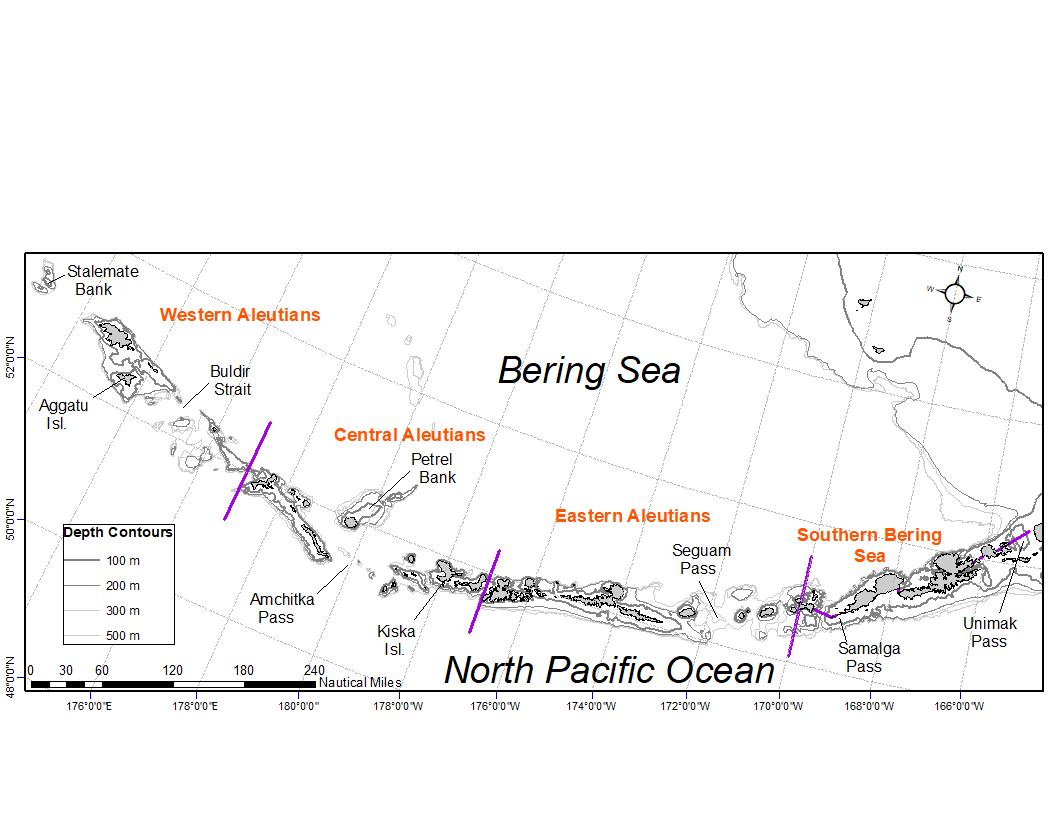 Stalemate
Bank
Western Aleutians
N
W
E
S
Bering Sea
Buldir
Strait
Aggatu
Isl.
Central Aleutians
Petrel
Bank
Eastern Aleutians
Southern Bering
Sea
Seguam
Pass
Depth Contours
100 m
200 m
300 m
500 m
Amchitka
Pass
Kiska
Isl.
Samalga
Pass
Unimak
Pass
North Pacific Ocean
0 30 60 120 180 240
Nautical Miles
52°0'0"N
50°0'0"N
48°0'0"N
176°0'0"E 178°0'0"E 180°0'0" 178°0'0"W 176°0'0"W 174°0'0"W 172°0'0"W 170°0'0"W 168°0'0"W 166°0'0"W